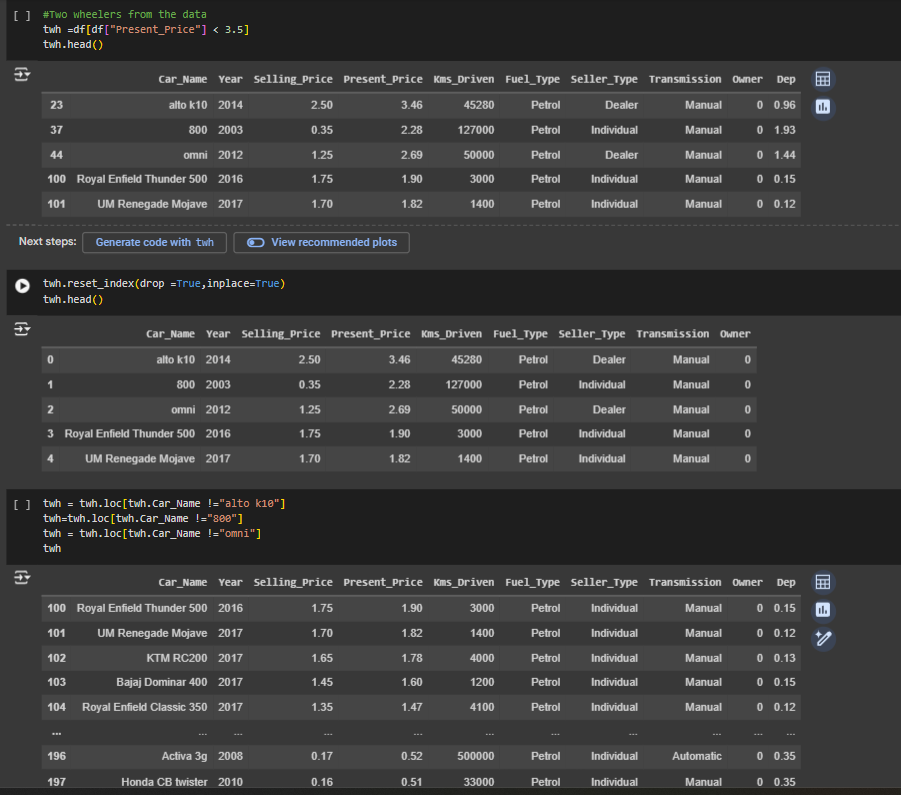 [ ] #Two wheelers from the data
twh =df[df["Present_Price"] < 3.5]
twh.head()
Car_Name Year Selling_Price Present_Price Kms_Driven Fuel_Type Seller_Type Transmission Owner Dep
23 alto k10 2014 2.50 3.46 45280 Petrol Dealer Manual 0 0.96
37 800 2003 0.35 2.28 127000 Petrol Individual Manual 0 1.93
44 omni 2012 1.25 2.69 50000 Petrol Dealer Manual 0 1.44
100 Royal Enfield Thunder 500 2016 1.75 1.90 3000 Petrol Individual Manual 0 0.15
101 UM Renegade Mojave 2017 1.70 1.82 1400 Petrol Individual Manual 0 0.12
Next steps: Generate code with twh View recommended plots
twh.reset_index(drop =True,inplace=True)
twh.head()
Car_Name Year Selling_Price Present_Price Kms_Driven Fuel_Type Seller_Type Transmission Owner
0 alto k10 2014 2.50 3.46 45280 Petrol Dealer Manual 0
1 800 2003 0.35 2.28 127000 Petrol Individual Manual 0
2 omni 2012 1.25 2.69 50000 Petrol Dealer Manual 0
3 Royal Enfield Thunder 500 2016 1.75 1.90 3000 Petrol Individual Manual 0
4 UM Renegade Mojave 2017 1.70 1.82 1400 Petrol Individual Manual 0
[ ] twh = twh.loc[twh.Car_Name !="alto k10"]
twh=twh.loc[twh.Car_Name !="800"]
twh = twh.loc[twh.Car_Name !="omni"]
twh
Car_Name Year Selling_Price Present_Price Kms_Driven Fuel_Type Seller_Type Transmission Owner Dep
100 Royal Enfield Thunder 500 2016 1.75 1.90 3000 Petrol Individual Manual 0 0.15
101 UM Renegade Mojave 2017 1.70 1.82 1400 Petrol Individual Manual 0 0.12
102 KTM RC200 2017 1.65 1.78 4000 Petrol Individual Manual 0 0.13
103 Bajaj Dominar 400 2017 1.45 1.60 1200 Petrol Individual Manual 0 0.15
104 Royal Enfield Classic 350 2017 1.35 1.47 4100 Petrol Individual Manual 0 0.12
... ... ... ... ... ... ... ... ... ... ...
196 Activa 3g 2008 0.17 0.52 500000 Petrol Individual Automatic 0 0.35
197 Honda CB twister 2010 0.16 0.51 33000 Petrol Individual Manual 0 0.35